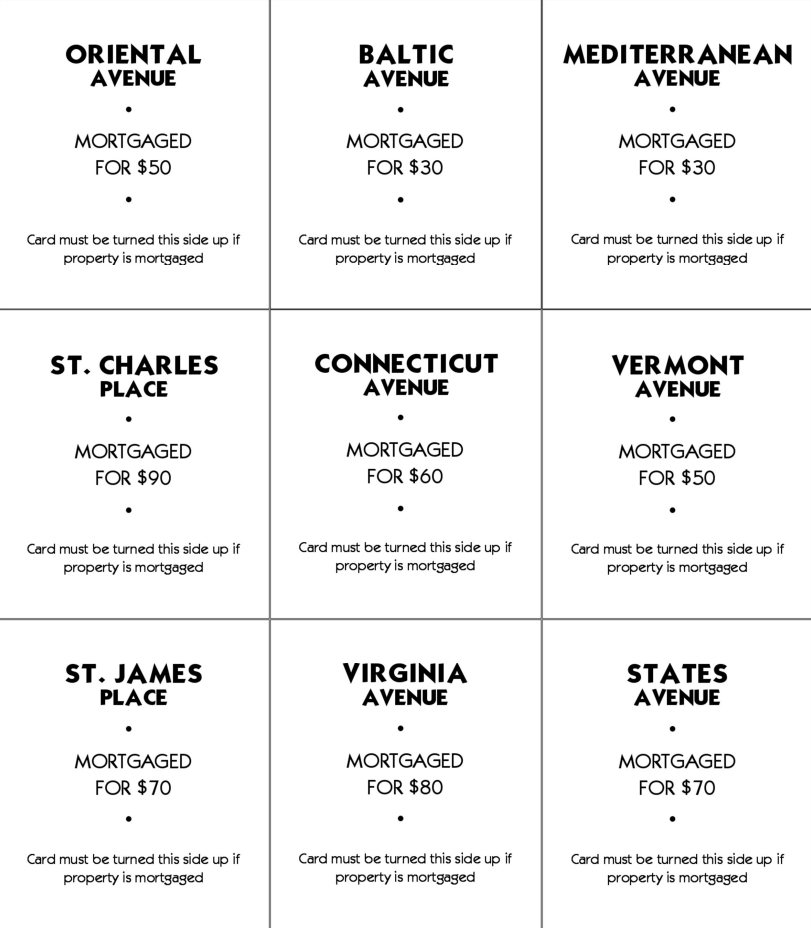 ORIENTAL
AVENUE
•
MORTGAGED
FOR $50
•
Card must be turned this side up if
property is mortgaged
BALTIC
AVENUE
•
MORTGAGED
FOR $30
•
Card must be turned this side up if
property is mortgaged
MEDITERRANEAN
AVENUE
•
MORTGAGED
FOR $30
•
Card must be turned this side up if
property is mortgaged
ST. CHARLES
PLACE
•
MORTGAGED
FOR $90
•
Card must be turned this side up if
property is mortgaged
CONNECTICUT
AVENUE
•
MORTGAGED
FOR $60
•
Card must be turned this side up if
property is mortgaged
VERMONT
AVENUE
•
MORTGAGED
FOR $50
•
Card must be turned this side up if
property is mortgaged
ST. JAMES
PLACE
•
MORTGAGED
FOR $70
•
Card must be turned this side up if
property is mortgaged
VIRGINIA
AVENUE
•
MORTGAGED
FOR $80
•
Card must be turned this side up if
property is mortgaged
STATES
AVENUE
•
MORTGAGED
FOR $70
•
Card must be turned this side up if
property is mortgaged